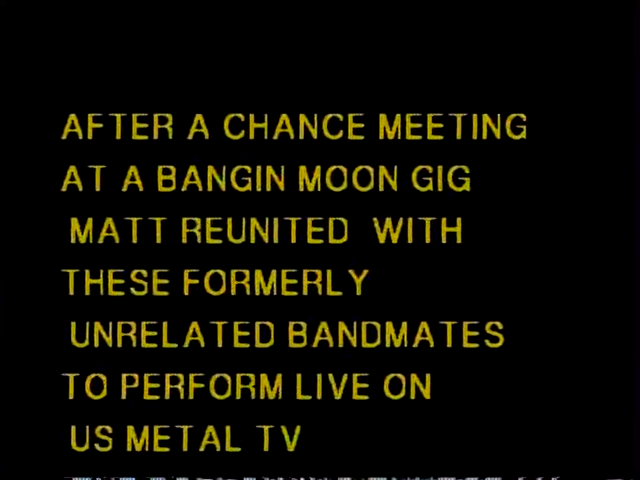 AFTER A CHANCE MEETING
AT A BANGIN MOON GIG
MATT REUNITED WITH
THESE FORMERLY
UNRELATED BANDMATES
TO PERFORM LIVE ON
US METAL TV